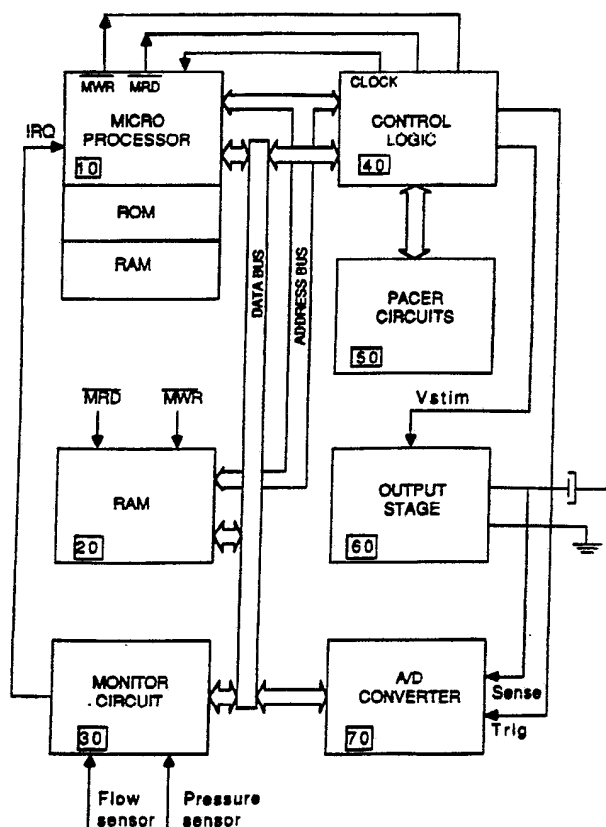 MWR MRD
CLOCK
MICRO
PROCESSOR
10
CONTROL
LOGIC
40
IRQ
ROM
RAM
DATA BUS
ADDRESS BUS
PACER
CIRCUITS
50
MRD MWR
Vstim
RAM
20
OUTPUT
STAGE
60
MONITOR
CIRCUIT
30
A/D
CONVERTER
70
Sense
Trig
Flow
sensor
Pressure
sensor